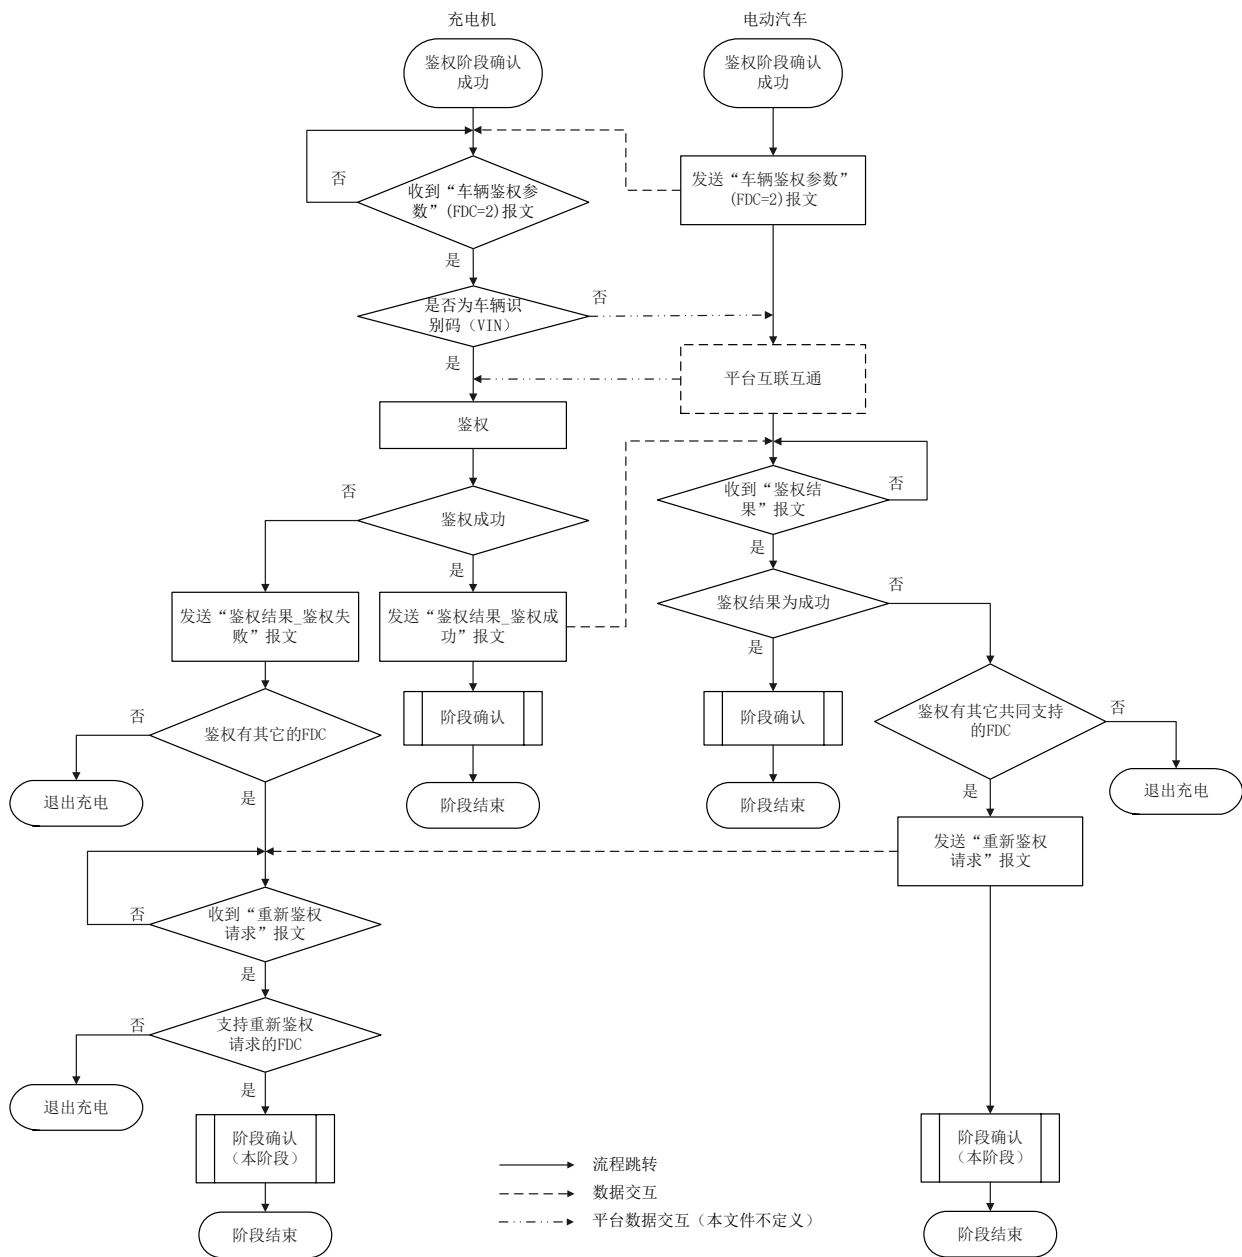 充电机
电动汽车
鉴权阶段确认
成功
鉴权阶段确认
成功
否
收到“车辆鉴权参
数”(FDC=2)报文
发送“车辆鉴权参数”
(FDC=2)报文
是
是否为车辆识
别码（VIN）
否
是
平台互联互通
鉴权
收到“鉴权结
果”报文
否
否
鉴权成功
是
是
发送“鉴权结果_鉴权失
败”报文
发送“鉴权结果_鉴权成
功”报文
鉴权结果为成功
否
是
否
鉴权有其它的FDC
阶段确认
阶段确认
鉴权有其它共同支持
的FDC
否
退出充电
是
阶段结束
阶段结束
是
退出充电
发送“重新鉴权
请求”报文
否
收到“重新鉴权
请求”报文
是
否
支持重新鉴权
请求的FDC
退出充电
是
阶段确认
（本阶段）
阶段确认
（本阶段）
流程跳转
数据交互
平台数据交互（本文件不定义）
阶段结束
阶段结束